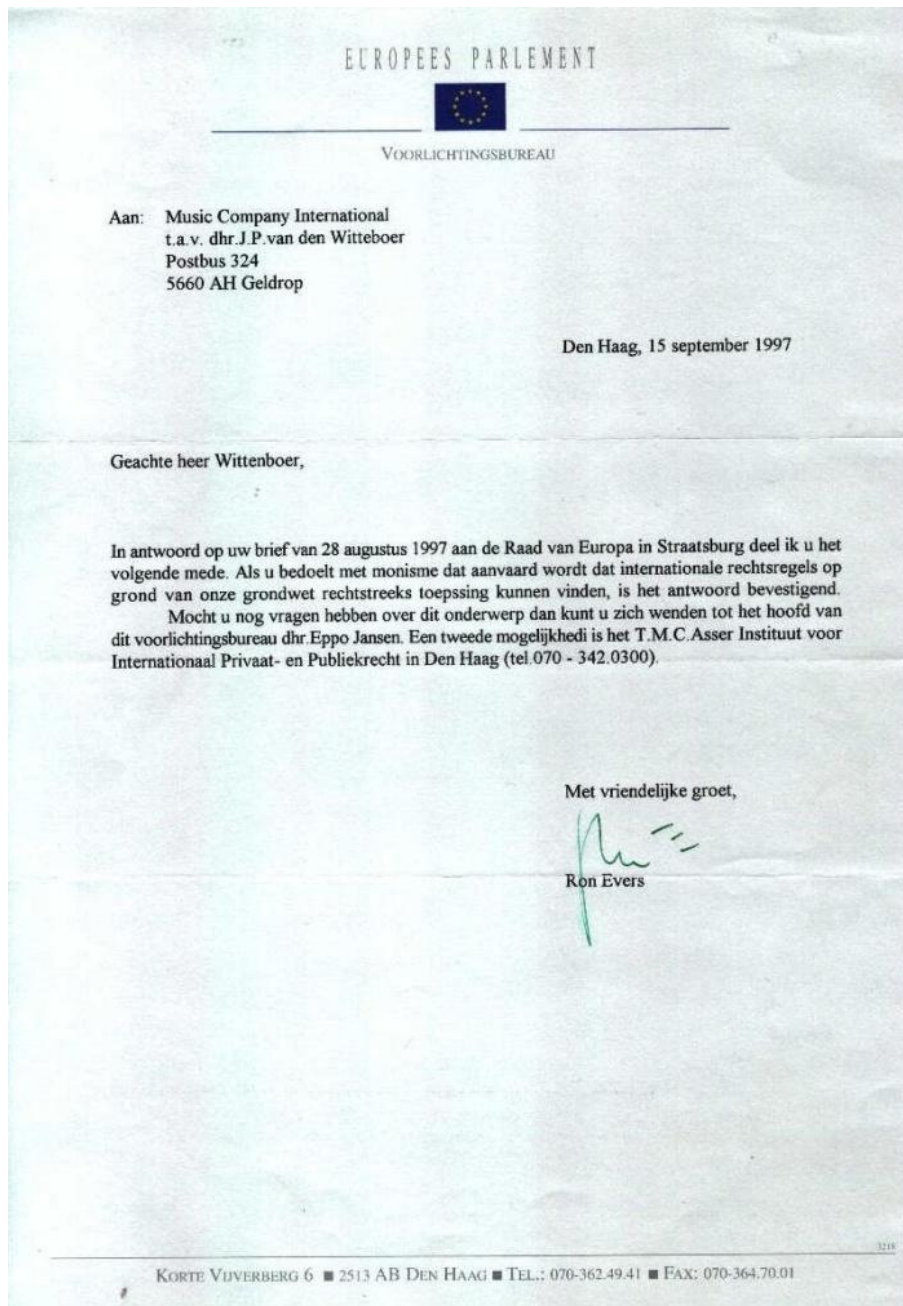 EUROPEES PARLEMENT
VOORLICHTINGSBUREAU
Aan: Music Company International
t.a.v. dhr.J.P.van den Witteboer
Postbus 324
5660 AH Geldrop
Den Haag, 15 september 1997
Geachte heer Wittenboer,
In antwoord op uw brief van 28 augustus 1997 aan de Raad van Europa in Straatsburg deel ik u het
volgende mede. Als u bedoelt met monisme dat aanvaard wordt dat internationale rechtsregels op
grond van onze grondwet rechtstreeks toepssing kunnen vinden, is het antwoord bevestigend.
Mocht u nog vragen hebben over dit onderwerp dan kunt u zich wenden tot het hoofd van
dit voorlichtingsbureau dhr.Eppo Jansen. Een tweede mogelijkhedi is het T.M.C.Asser Instituut voor
Internationaal Privaat- en Publiekrecht in Den Haag (tel.070 - 342.0300).
Met vriendelijke groet,
Ron Evers
3218
KORTE VIJVERBERG 6 ■ 2513 AB DEN HAAG ■ TEL.: 070-362.49.41 ■ FAX: 070-364.70.01